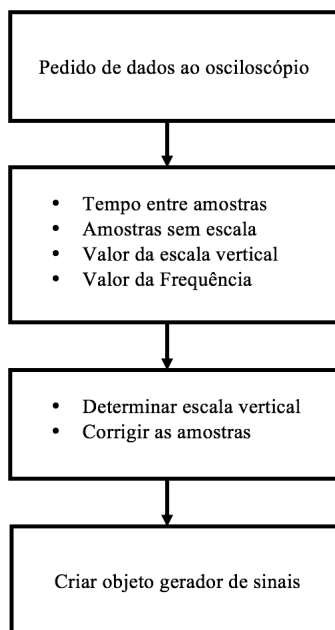 Pedido de dados ao osciloscópio
• Tempo entre amostras
• Amostras sem escala
• Valor da escala vertical
• Valor da Frequência
• Determinar escala vertical
• Corrigir as amostras
Criar objeto gerador de sinais